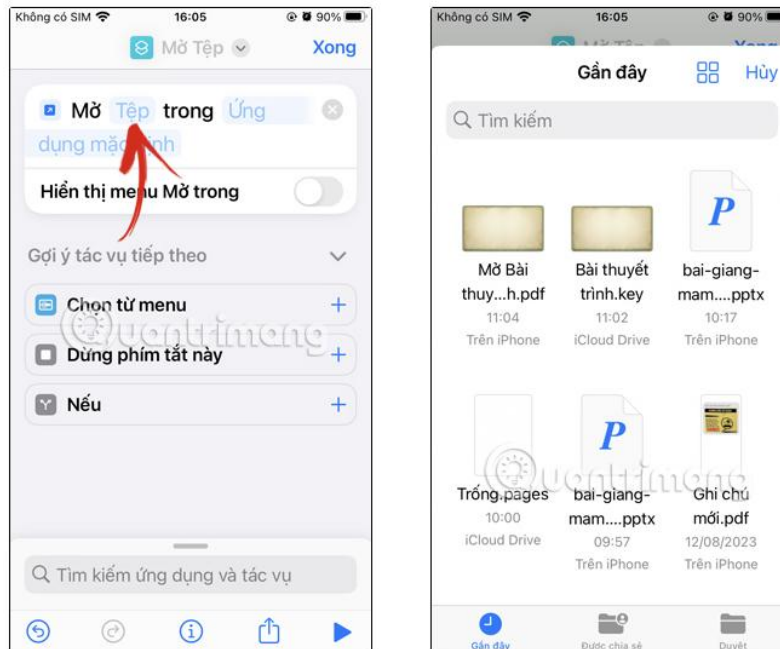 Không có SIM 16:05 90%
Mở Tệp Xong
Mở Tệp trong Ứng
dụng mặc định
Hiển thị menu Mở trong
Gợi ý tác vụ tiếp theo
Chọn từ menu
Dừng phím tắt này
Nếu
Quantrimang
Tìm kiếm ứng dụng và tác vụ
Không có SIM 16:05 90%
Gần đây Hủy
Tìm kiếm
Mở Bài
thuy...h.pdf
11:04
Trên iPhone
Bài thuyết
trình.key
11:02
iCloud Drive
bai-giang-
mam....pptx
10:17
Trên iPhone
Trống.pages
10:00
iCloud Drive
bai-giang-
mam....pptx
09:57
Trên iPhone
Ghi chú
mới.pdf
12/08/2023
Trên iPhone
Quantrimang
Gần đây Được chia sẻ Duyệt